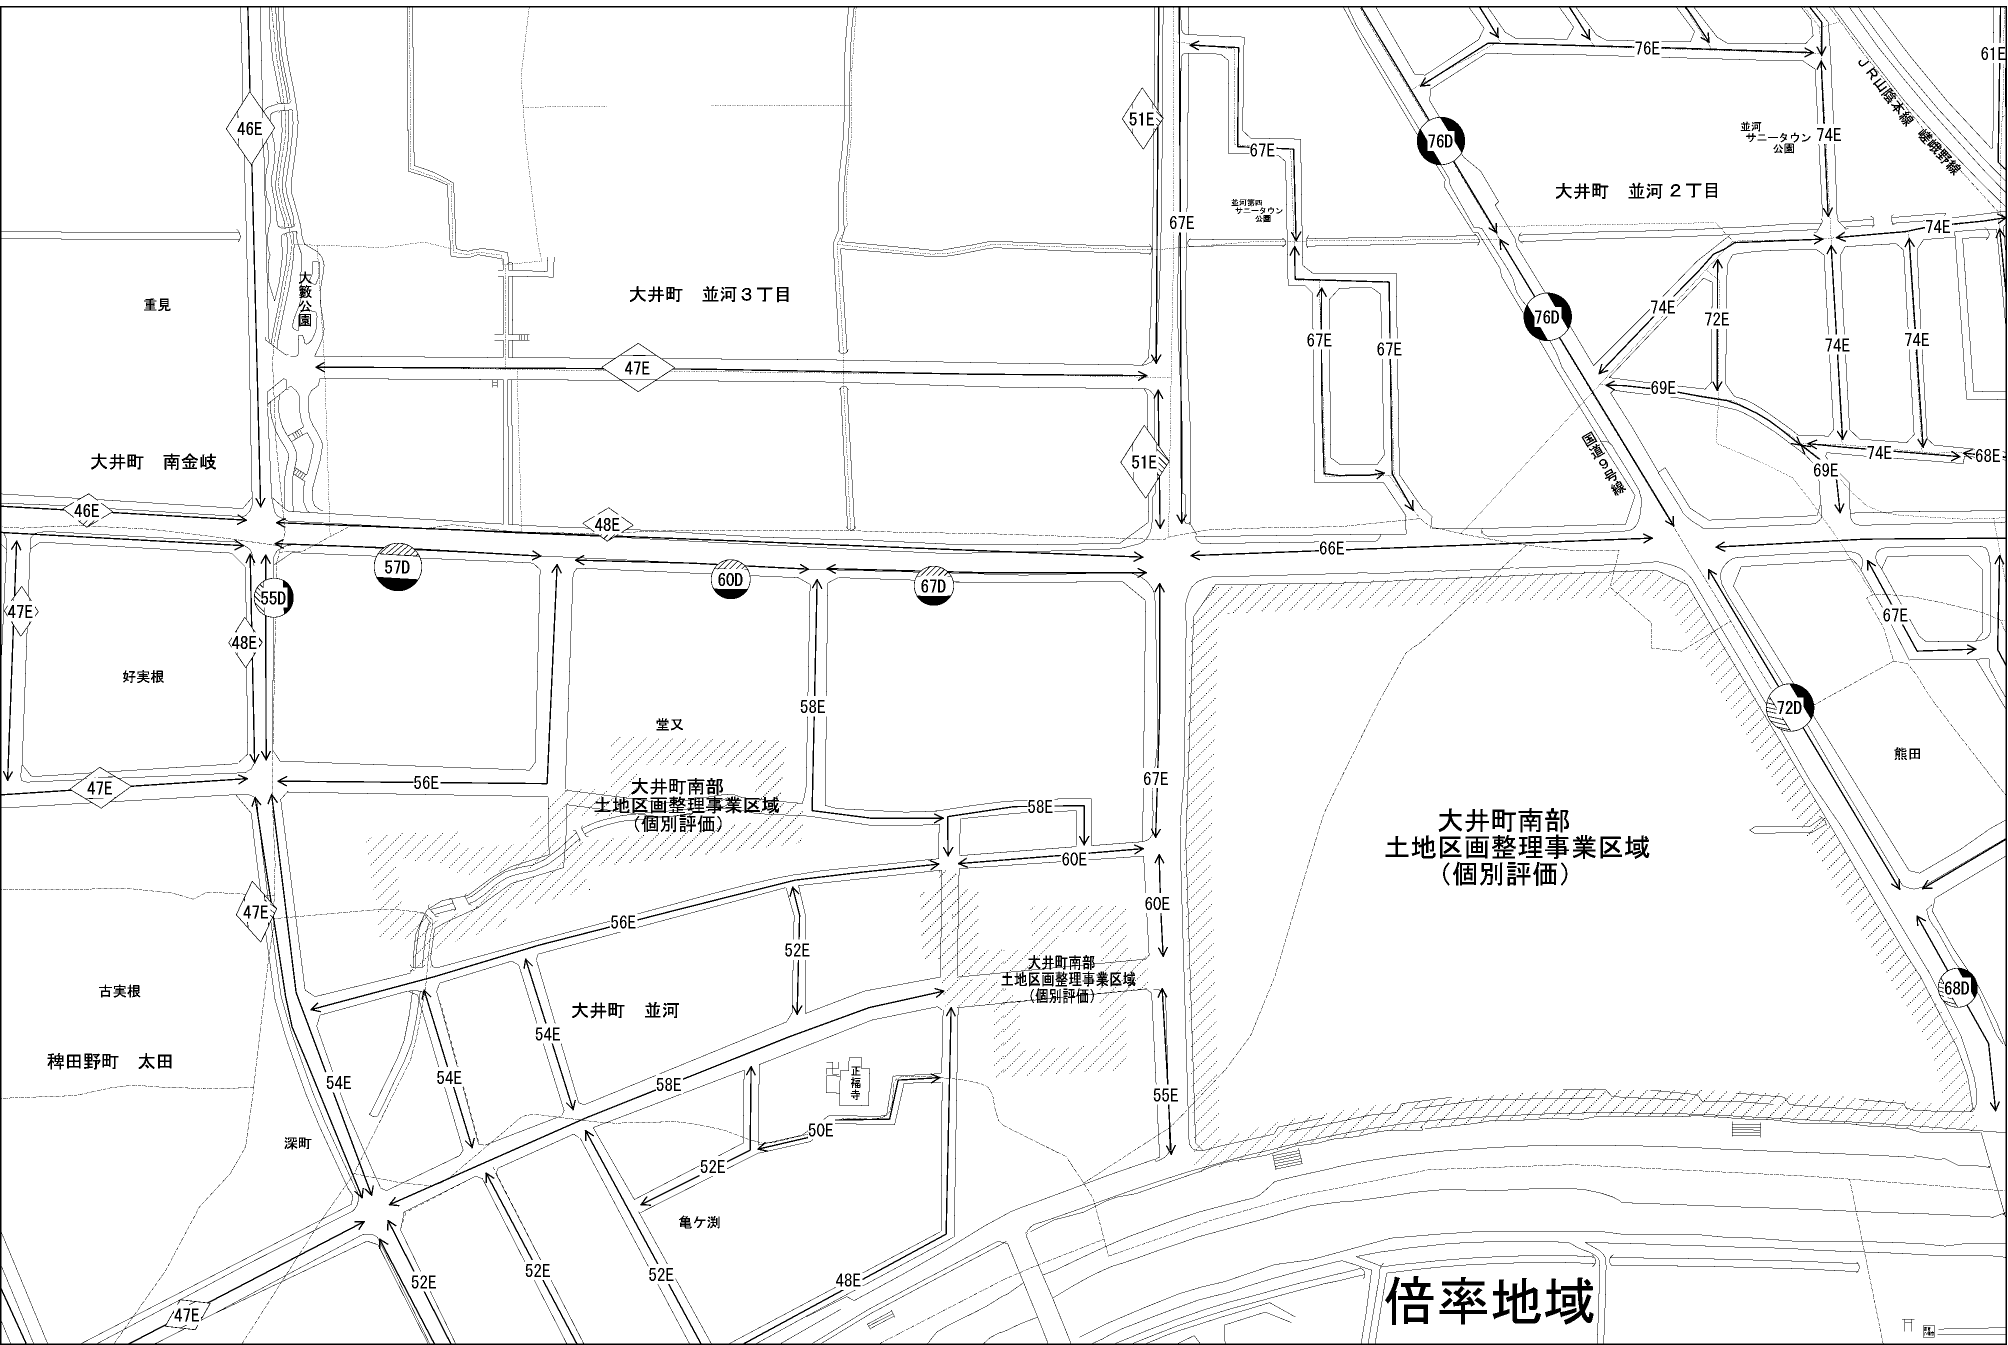 76E
61E
46E
51E
67E
76D
74E
ＪＲ山陰本線 嵯峨野線
並河
サニータウン
公園
大井町 並河２丁目
並河第四
サニータウン
公園
67E
74E
重見
大藪公園
大井町 並河３丁目
67E
67E
76D
74E
72E
74E
74E
47E
69E
国道９号線
大井町 南金岐
51E
74E
68E
69E
46E
48E
66E
57D
60D
67D
55D
47E
48E
67E
好実根
堂又
58E
72D
熊田
47E
56E
67E
大井町南部
土地区画整理事業区域
（個別評価）
58E
60E
大井町南部
土地区画整理事業区域
（個別評価）
47E
56E
52E
60E
大井町南部
土地区画整理事業区域
（個別評価）
68D
古実根
大井町 並河
54E
稗田野町 太田
54E
54E
58E
正福寺
55E
深町
50E
52E
亀ケ渕
47E
52E
52E
52E
48E
倍率地域